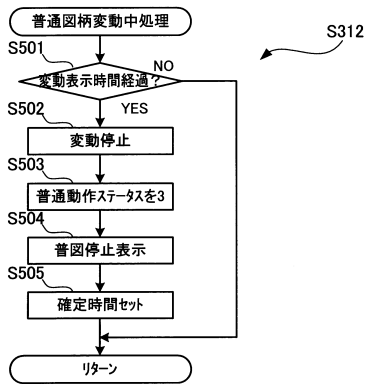 普通図柄変動中処理
S312
S501
変動表示時間経過？
NO
YES
S502
変動停止
S503
普通動作ステータスを3
S504
普図停止表示
S505
確定時間セット
リターン